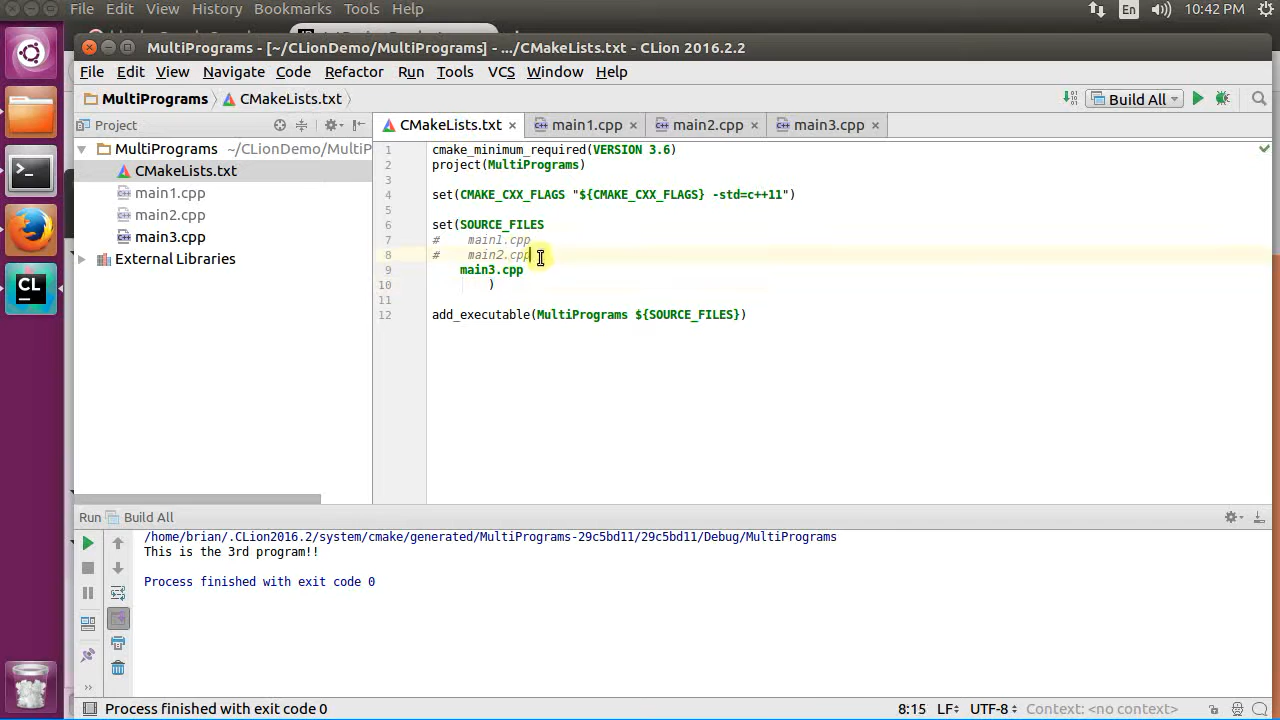 File Edit View History Bookmarks Tools Help
En 10:42 PM
MultiPrograms - [~/CLionDemo/MultiPrograms] - .../CMakeLists.txt - CLion 2016.2.2
File Edit View Navigate Code Refactor Run Tools VCS Window Help
MultiPrograms CMakeLists.txt Build All
Project CMakeLists.txt main1.cpp main2.cpp main3.cpp
MultiPrograms ~/CLionDemo/MultiP
CMakeLists.txt
main1.cpp
main2.cpp
main3.cpp
External Libraries
1 cmake_minimum_required(VERSION 3.6)
2 project(MultiPrograms)
3
4 set(CMAKE_CXX_FLAGS "${CMAKE_CXX_FLAGS} -std=c++11")
5
6 set(SOURCE_FILES
7 # main1.cpp
8 # main2.cpp
9 main3.cpp
10 )
11
12 add_executable(MultiPrograms ${SOURCE_FILES})
CL
Run Build All
/home/brian/.CLion2016.2/system/cmake/generated/MultiPrograms-29c5bd11/29c5bd11/Debug/MultiPrograms
This is the 3rd program!!
Process finished with exit code 0
Process finished with exit code 0 8:15 LF: UTF-8 Context: <no context>